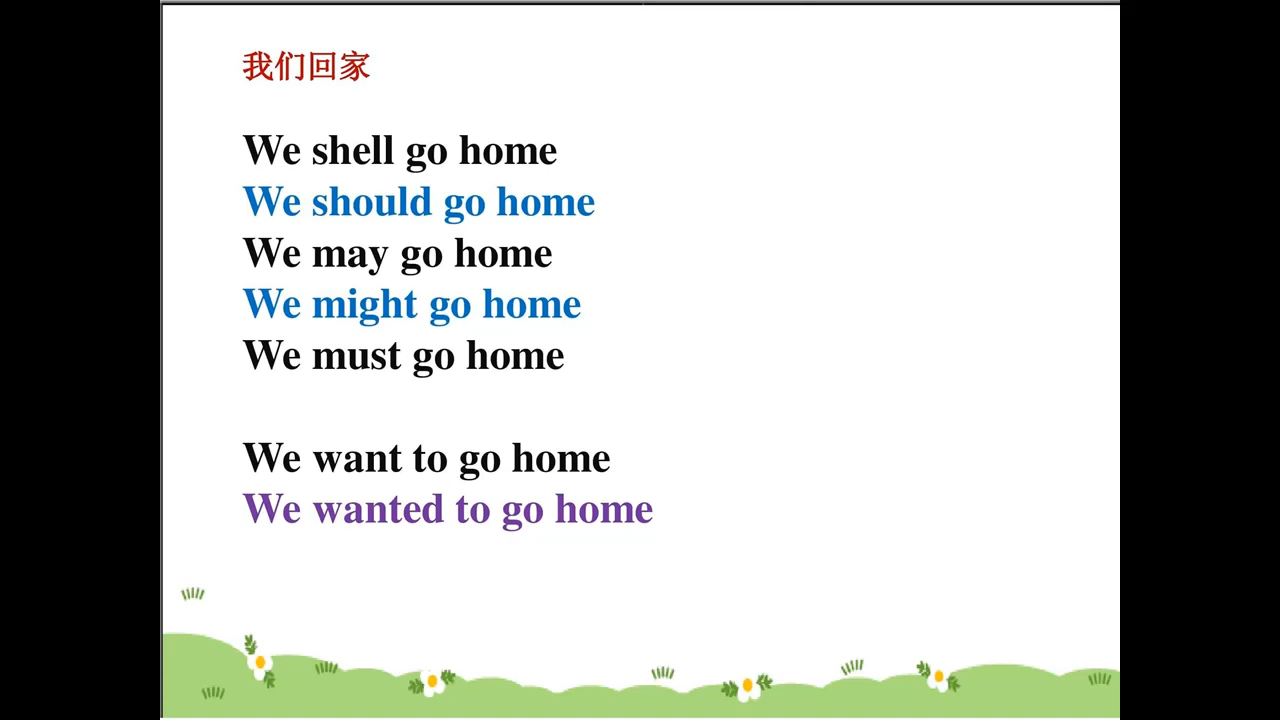 我们回家
We shell go home
We should go home
We may go home
We might go home
We must go home
We want to go home
We wanted to go home